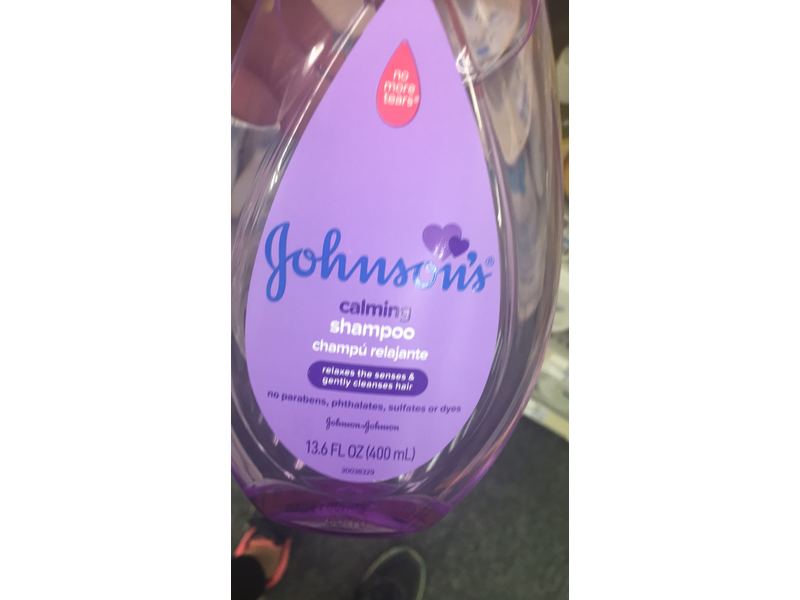 no
more
tears®
Johnson's®
calming
shampoo
champú relajante
relaxes the senses &
gently cleanses hair
no parabens, phthalates, sulfates or dyes
Johnson & Johnson
13.6 FL OZ (400 mL)
30038329